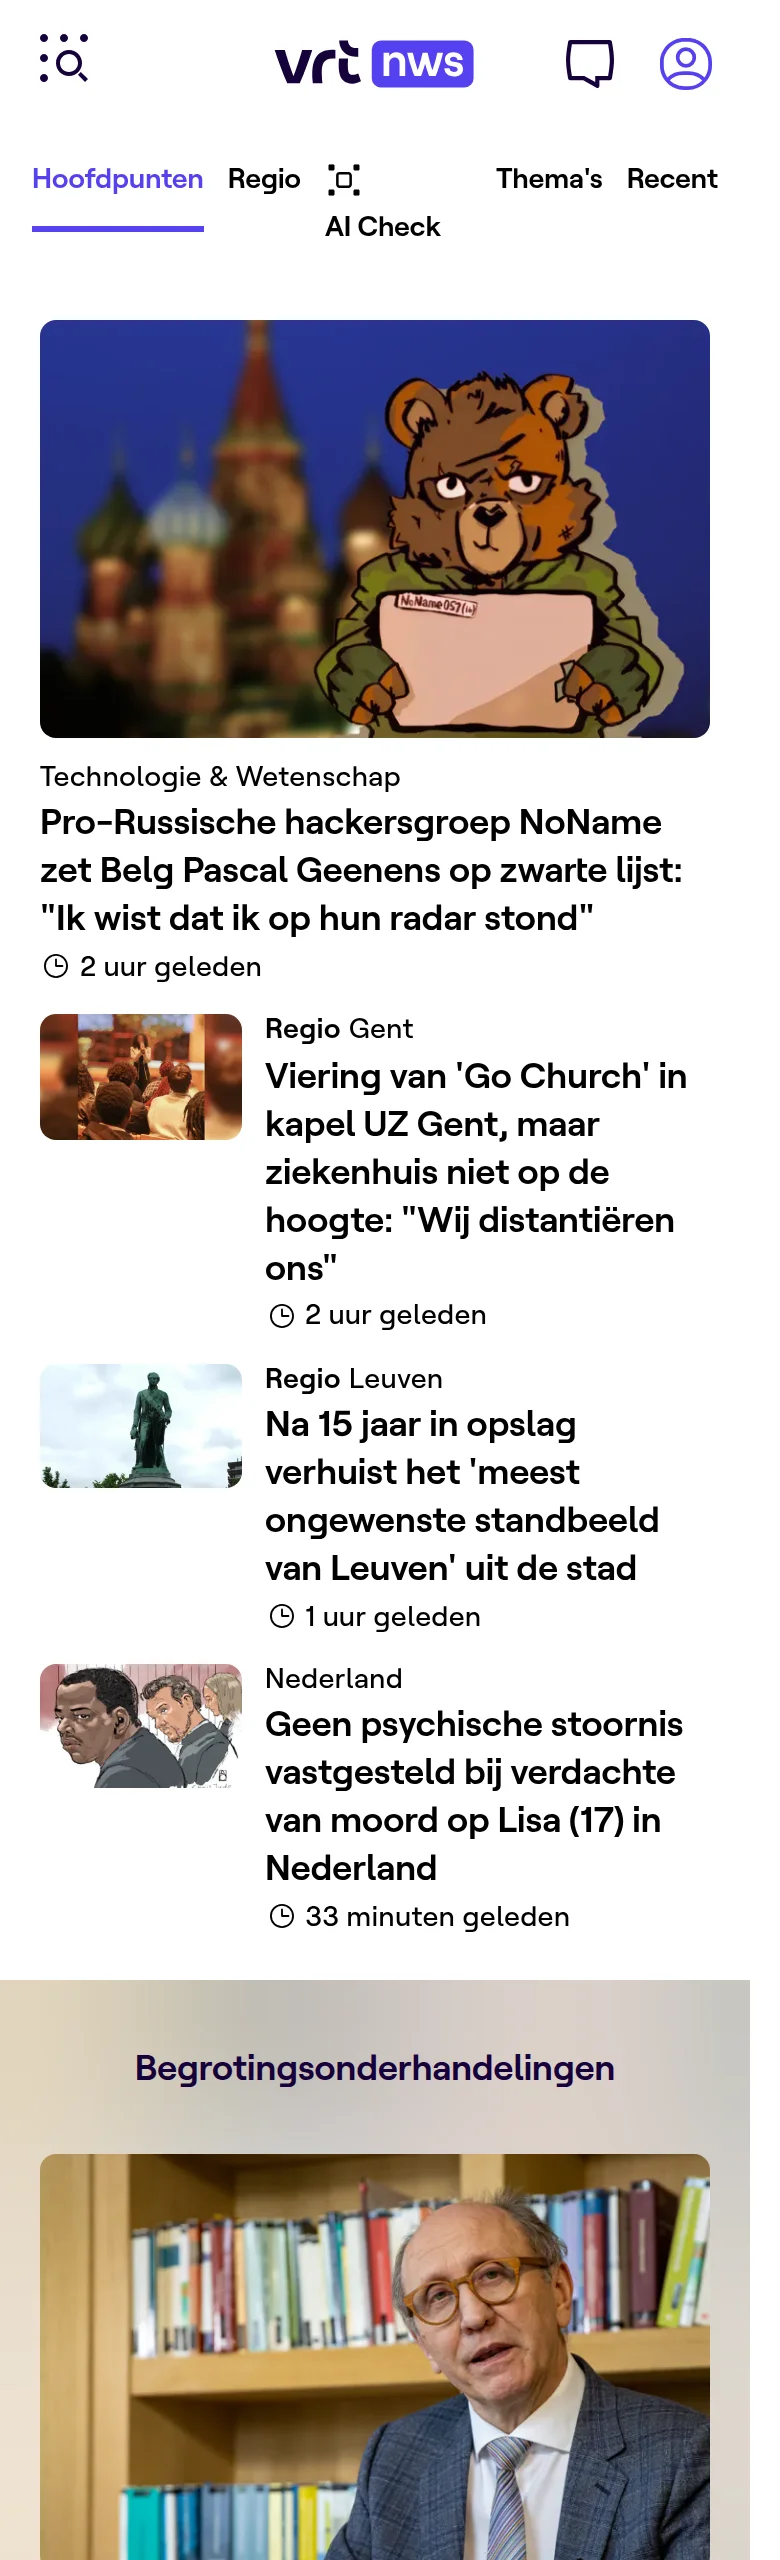 vrt nws
Hoofdpunten Regio AI Check Thema's Recent
NoName057(16)
Technologie & Wetenschap
Pro-Russische hackersgroep NoName
zet Belg Pascal Geenens op zwarte lijst:
"Ik wist dat ik op hun radar stond"
2 uur geleden
Regio Gent
Viering van 'Go Church' in
kapel UZ Gent, maar
ziekenhuis niet op de
hoogte: "Wij distantiëren
ons"
2 uur geleden
Regio Leuven
Na 15 jaar in opslag
verhuist het 'meest
ongewenste standbeeld
van Leuven' uit de stad
1 uur geleden
Nederland
Geen psychische stoornis
vastgesteld bij verdachte
van moord op Lisa (17) in
Nederland
33 minuten geleden
Begrotingsonderhandelingen